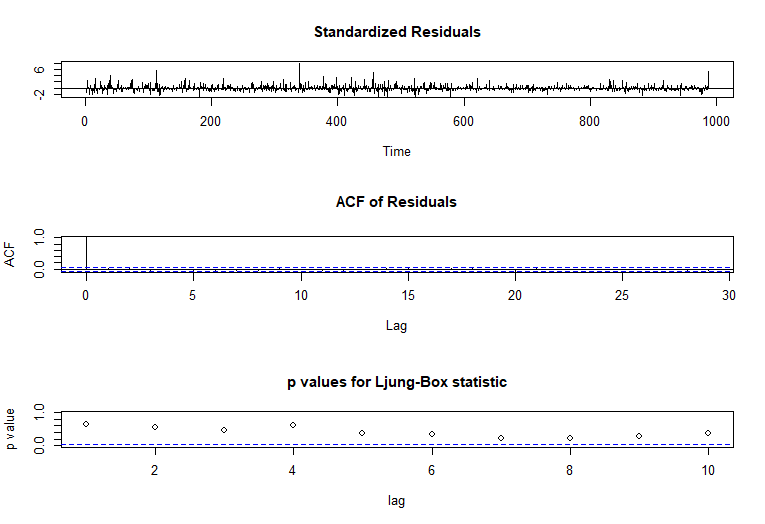 Standardized Residuals
6
-2
0 200 400 600 800 1000
Time
ACF of Residuals
ACF
1.0
0.0
0 5 10 15 20 25 30
Lag
p values for Ljung-Box statistic
p value
1.0
0.0
2 4 6 8 10
lag